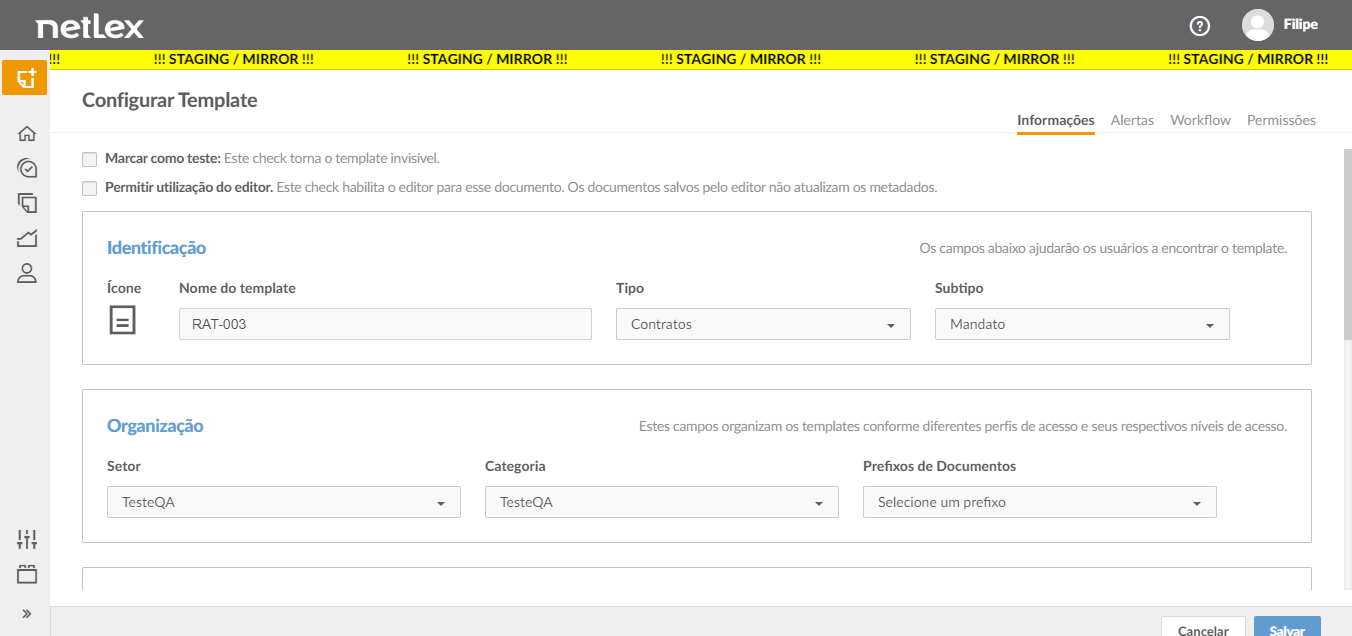 netlex
?
Filipe
!!! !!! STAGING / MIRROR !!! !!! STAGING / MIRROR !!! !!! STAGING / MIRROR !!! !!! STAGING / MIRROR !!! !!! STAGING / MIRROR !!!
Configurar Template
Informações Alertas Workflow Permissões
Marcar como teste: Este check torna o template invisível.
Permitir utilização do editor. Este check habilita o editor para esse documento. Os documentos salvos pelo editor não atualizam os metadados.
Identificação Os campos abaixo ajudarão os usuários a encontrar o template.
Ícone Nome do template Tipo Subtipo
RAT-003 Contratos Mandato
Organização Estes campos organizam os templates conforme diferentes perfis de acesso e seus respectivos níveis de acesso.
Setor Categoria Prefixos de Documentos
TesteQA TesteQA Selecione um prefixo
Cancelar Salvar